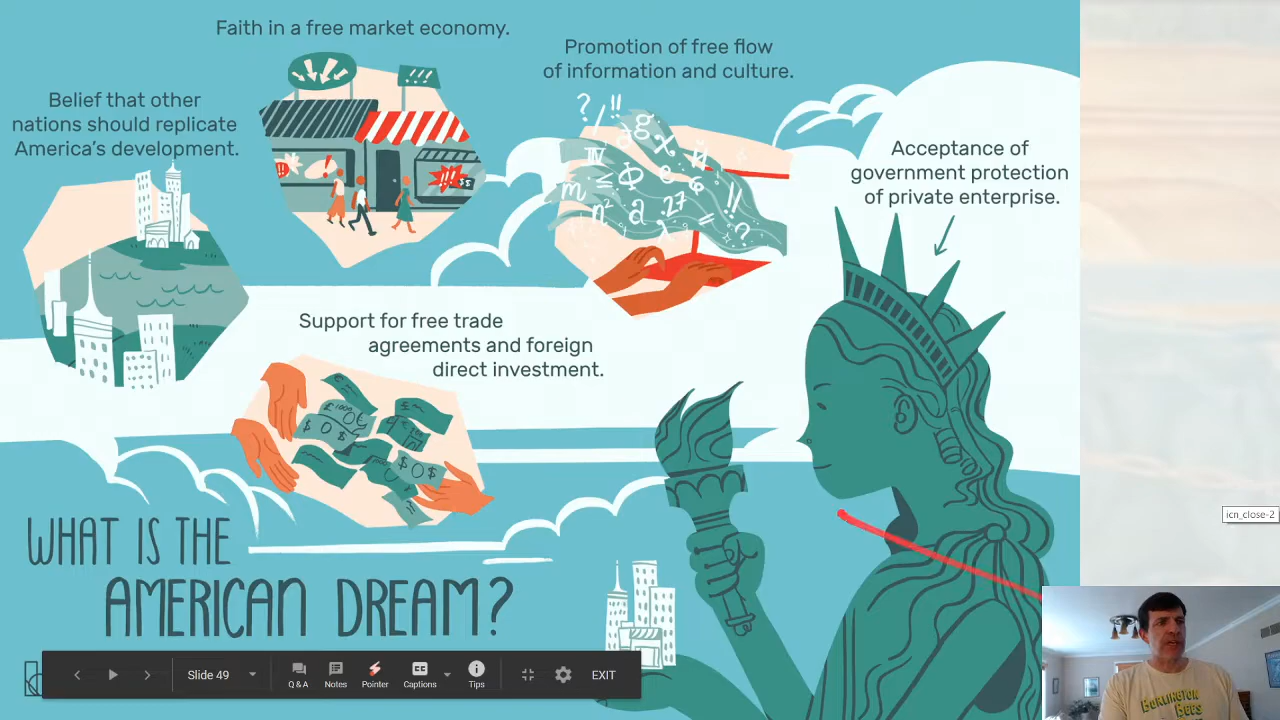 Faith in a free market economy.
Promotion of free flow
of information and culture.
Belief that other
nations should replicate
America's development.
Acceptance of
government protection
of private enterprise.
Support for free trade
agreements and foreign
direct investment.
WHAT IS THE
AMERICAN DREAM?
icn_close-2
Slide 49
Q & A
Notes
Pointer
Captions
Tips
EXIT
BURLINGTON
BEES